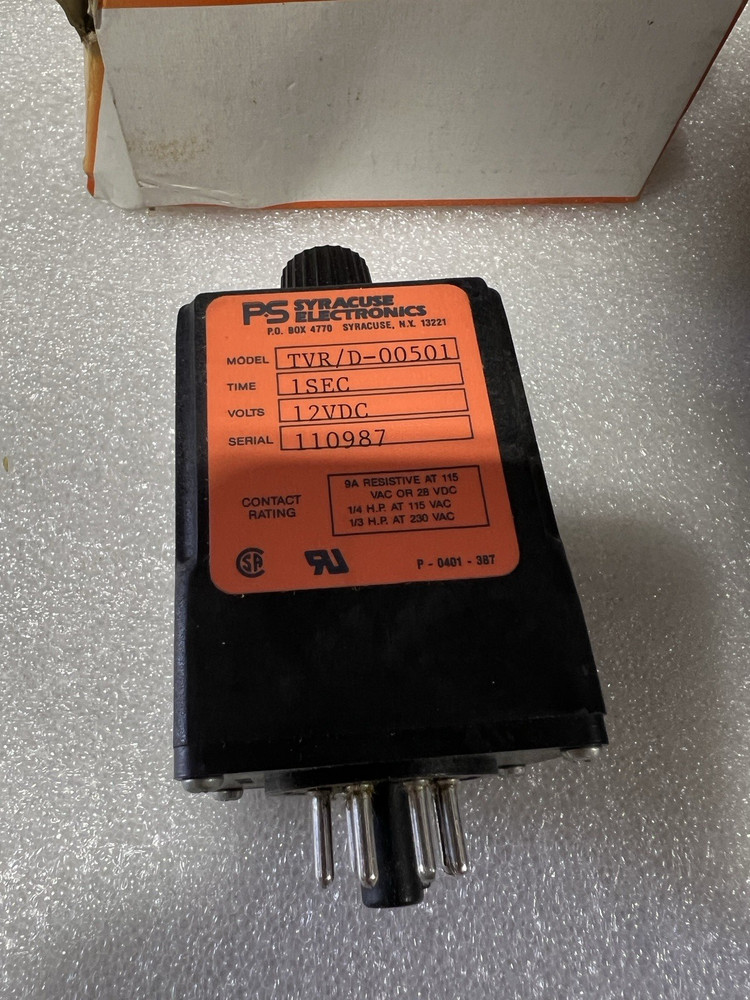 PS SYRACUSE
ELECTRONICS
P.O. BOX 4770 SYRACUSE, N.Y. 13221
MODEL TVR/D-00501
TIME 1SEC
VOLTS 12VDC
SERIAL 110987
CONTACT
RATING
9A RESISTIVE AT 115
VAC OR 28 VDC
1/4 H.P. AT 115 VAC
1/3 H.P. AT 230 VAC
SA RU P-0401-387